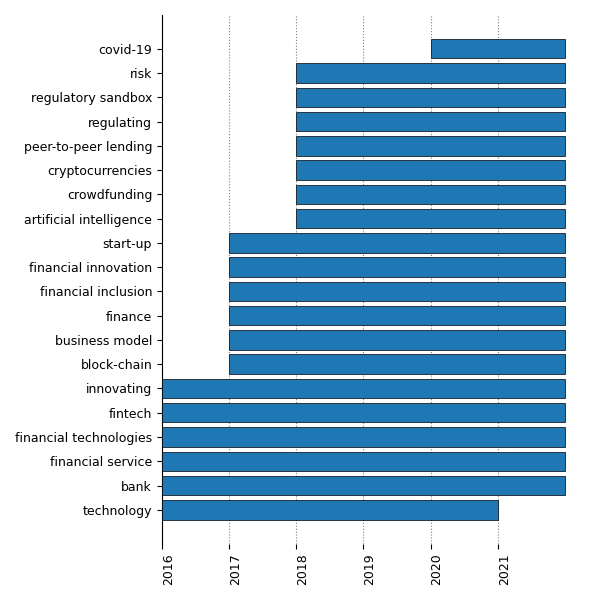 covid-19
risk
regulatory sandbox
regulating
peer-to-peer lending
cryptocurrencies
crowdfunding
artificial intelligence
start-up
financial innovation
financial inclusion
finance
business model
block-chain
innovating
fintech
financial technologies
financial service
bank
technology
2016
2017
2018
2019
2020
2021